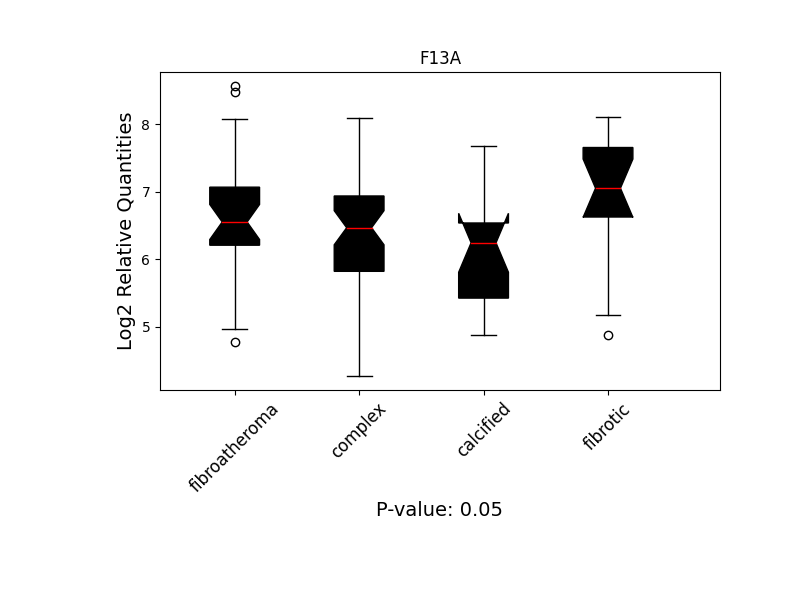 F13A
Log2 Relative Quantities
8
7
6
5
fibroatheroma
complex
calcified
fibrotic
P-value: 0.05